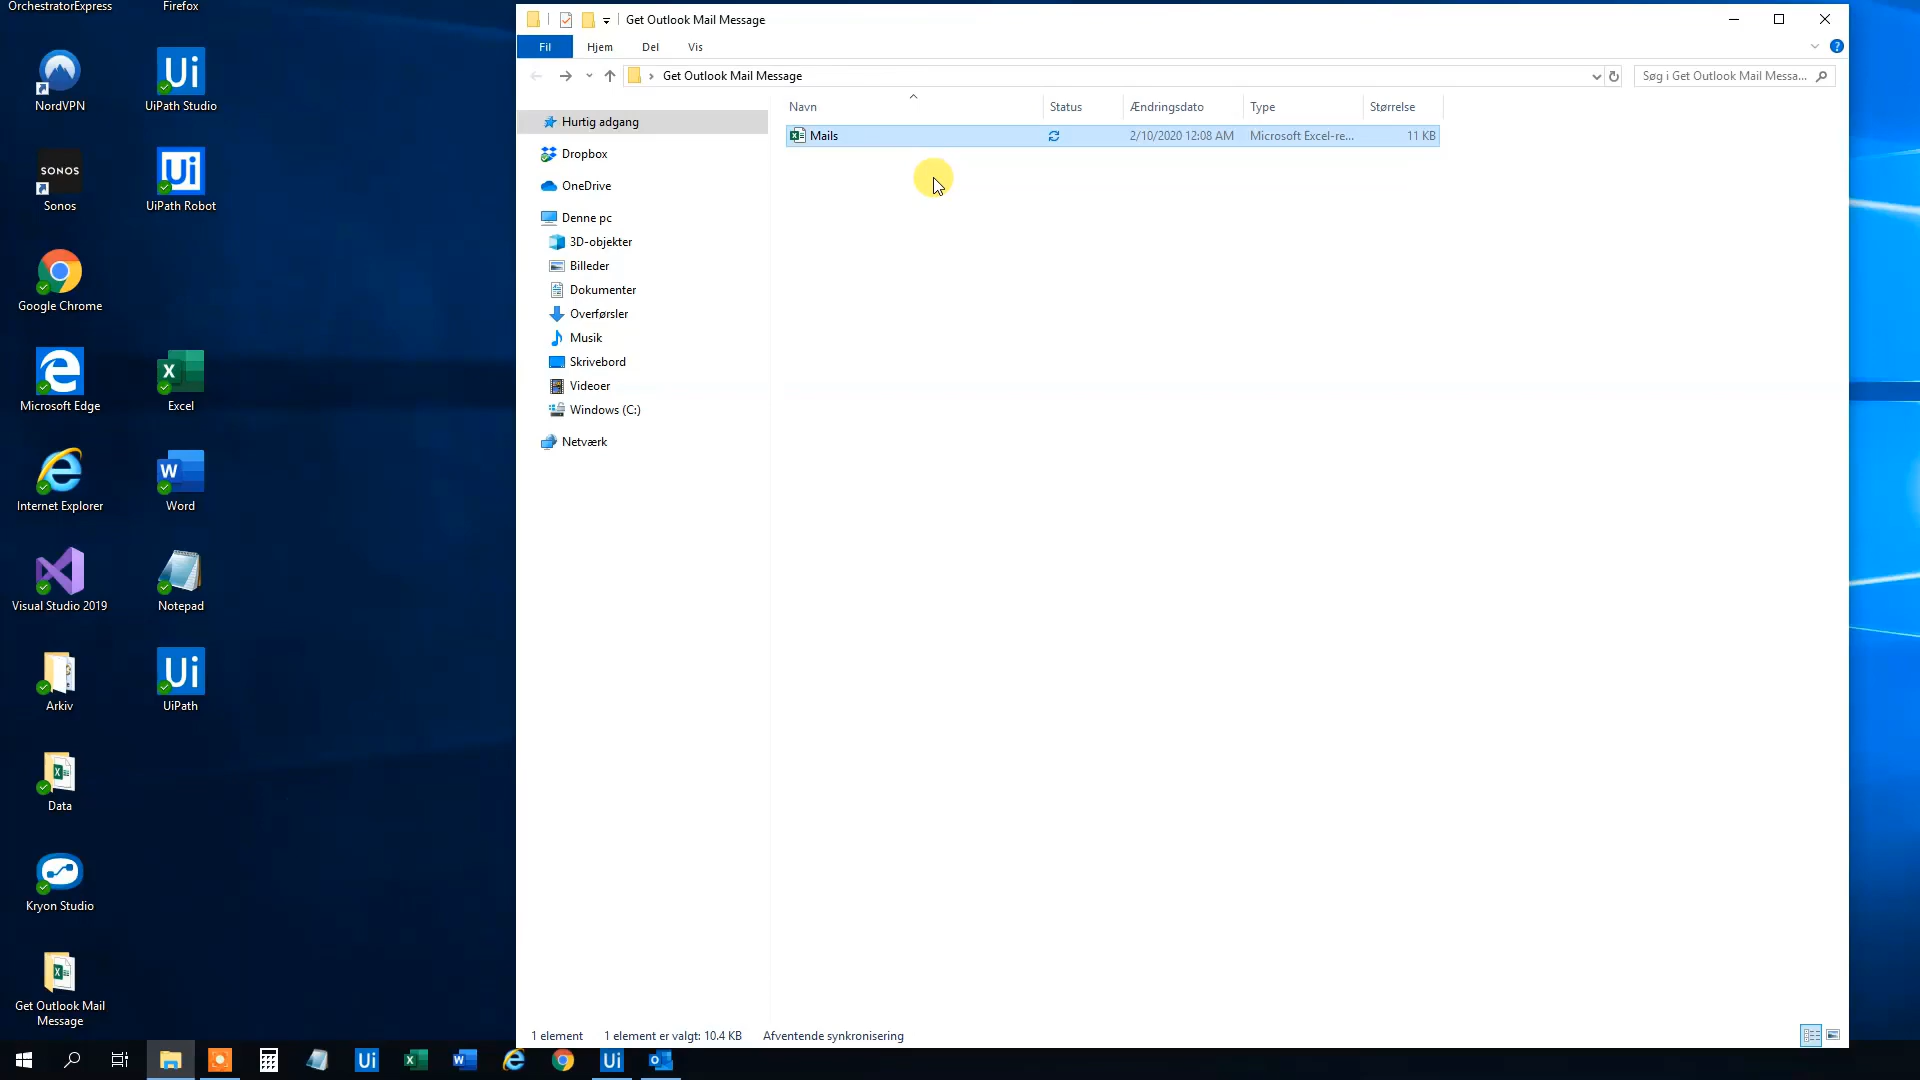 OrchestratorExpress
Firefox
NordVPN
UiPath Studio
SONOS
Sonos
UiPath Robot
Google Chrome
Microsoft Edge
Excel
Internet Explorer
Word
Visual Studio 2019
Notepad
Arkiv
UiPath
Data
Kryon Studio
Get Outlook Mail
Message
Get Outlook Mail Message
Fil
Hjem
Del
Vis
Get Outlook Mail Message
Søg i Get Outlook Mail Messa...
Navn
Status
Ændringsdato
Type
Størrelse
Mails
2/10/2020 12:08 AM
Microsoft Excel-re...
11 KB
Hurtig adgang
Dropbox
OneDrive
Denne pc
3D-objekter
Billeder
Dokumenter
Overførsler
Musik
Skrivebord
Videoer
Windows (C:)
Netværk
1 element
1 element er valgt: 10.4 KB
Afventende synkronisering